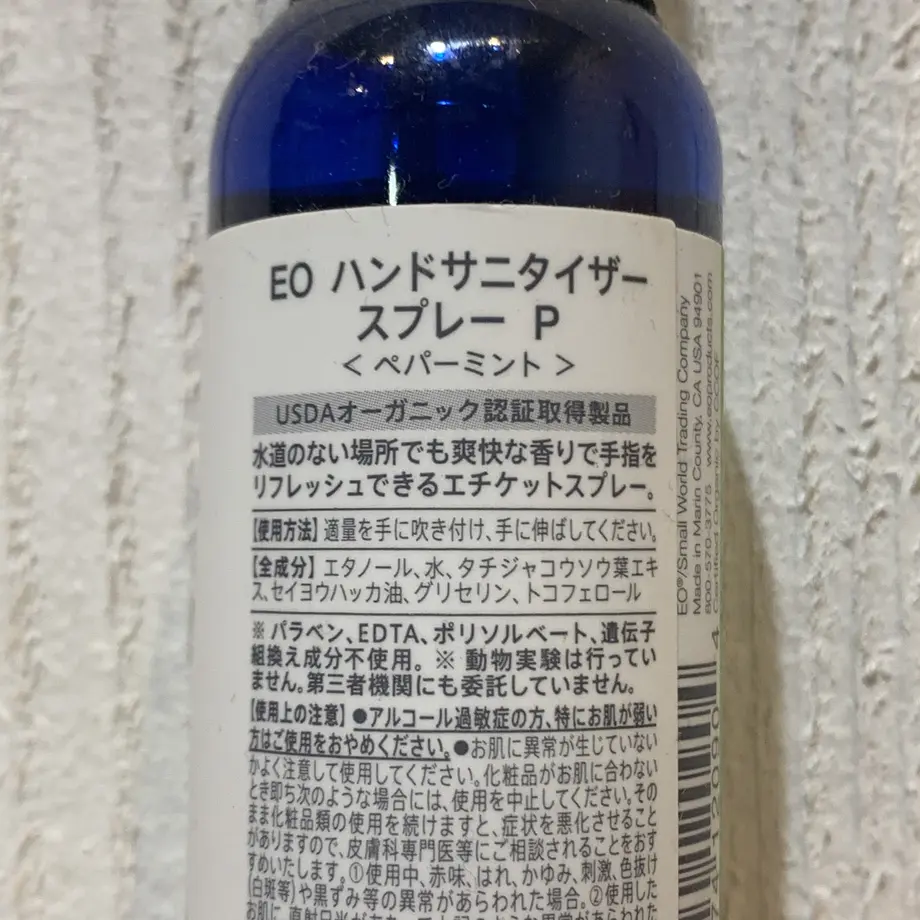 EO ハンドサニタイザー
スプレー P
< ペパーミント >
USDAオーガニック認証取得製品
水道のない場所でも爽快な香りで手指を
リフレッシュできるエチケットスプレー。
【使用方法】適量を手に吹き付け、手に伸ばしてください。
【全成分】エタノール、水、タチジャコウソウ葉エキ
ス、セイヨウハッカ油、グリセリン、トコフェロール
※ パラベン、EDTA、ポリソルベート、遺伝子
組換え成分不使用。※ 動物実験は行ってい
ません。第三者機関にも委託していません。
【使用上の注意】●アルコール過敏症の方、特にお肌が弱い
方はご使用をおやめください。●お肌に異常が生じていない
かよく注意して使用してください。化粧品がお肌に合わない
とき即ち次のような場合には、使用を中止してください。その
まま化粧品類の使用を続けますと、症状を悪化させること
がありますので、皮膚科専門医等にご相談されることをおす
すめいたします。①使用中、赤味、はれ、かゆみ、刺激、色抜け
(白斑等)や黒ずみ等の異常があらわれた場合。②使用した
EO®/Small World Trading Company
Made in Marin County, CA USA 94901
800-570-3775 www.eoproducts.com
Certified Organic by CCOF